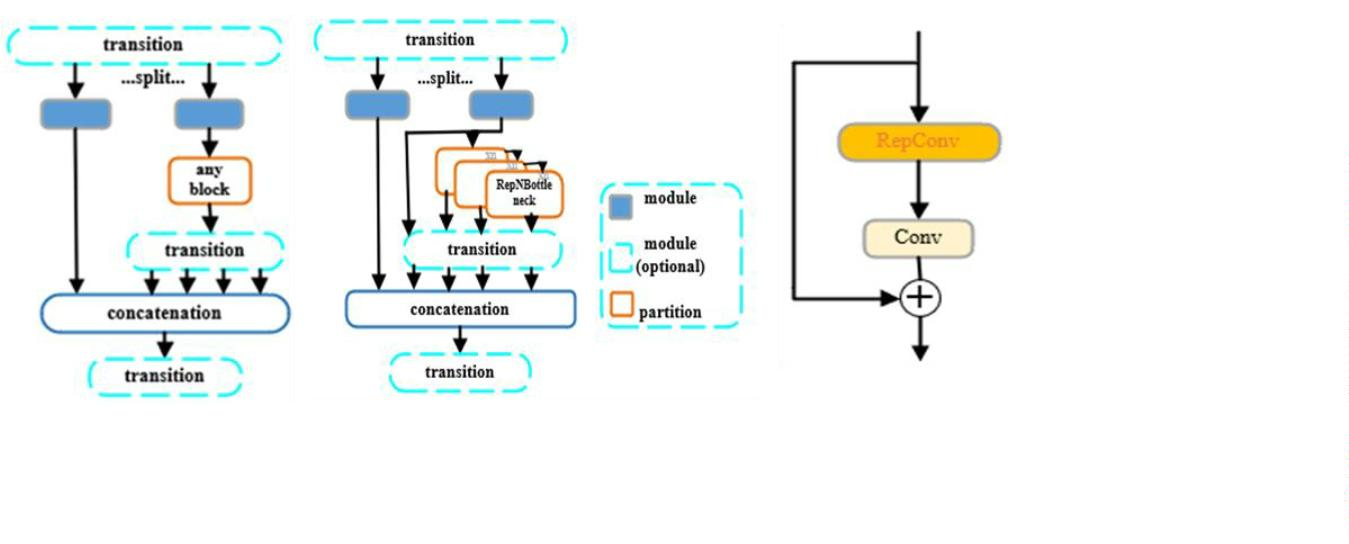 transition
...split...
any
block
transition
concatenation
transition
transition
...split...
RepNBottle
neck
transition
concatenation
transition
module
module
(optional)
partition
RepConv
Conv
+